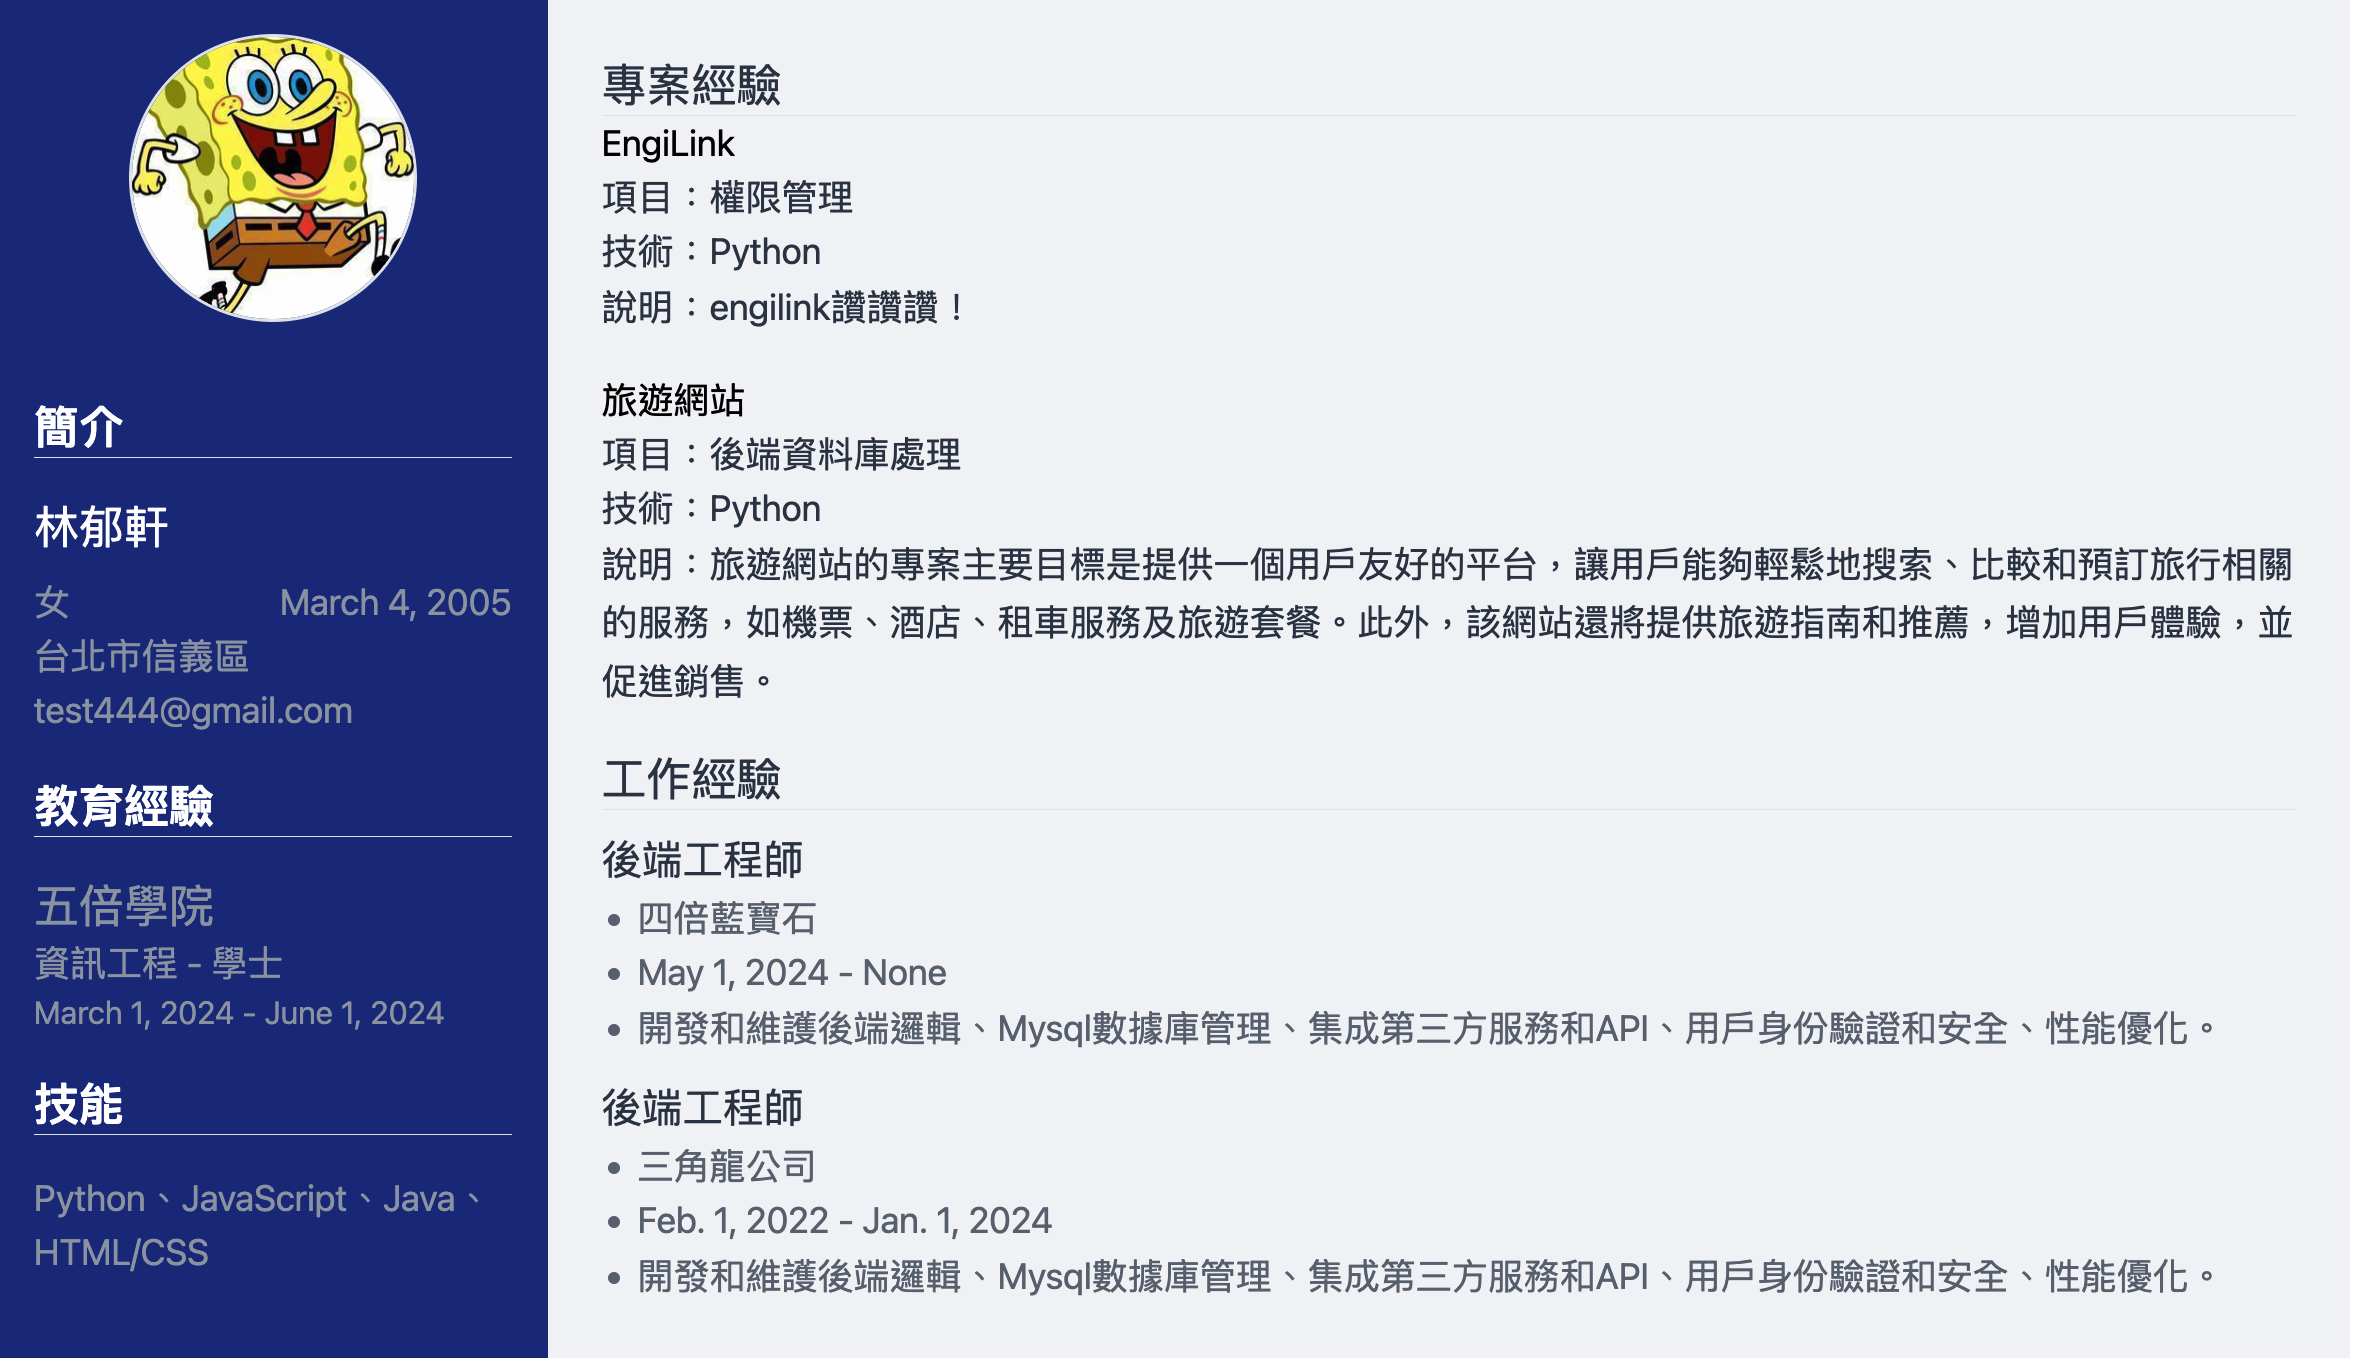 簡介
林郁軒
女 March 4, 2005
台北市信義區
test444@gmail.com
教育經驗
五倍學院
資訊工程 - 學士
March 1, 2024 - June 1, 2024
技能
Python、JavaScript、Java、
HTML/CSS
專案經驗
EngiLink
項目：權限管理
技術：Python
說明：engilink讚讚讚！
旅遊網站
項目：後端資料庫處理
技術：Python
說明：旅遊網站的專案主要目標是提供一個用戶友好的平台，讓用戶能夠輕鬆地搜索、比較和預訂旅行相關
的服務，如機票、酒店、租車服務及旅遊套餐。此外，該網站還將提供旅遊指南和推薦，增加用戶體驗，並
促進銷售。
工作經驗
後端工程師
• 四倍藍寶石
• May 1, 2024 - None
• 開發和維護後端邏輯、Mysql數據庫管理、集成第三方服務和API、用戶身份驗證和安全、性能優化。
後端工程師
• 三角龍公司
• Feb. 1, 2022 - Jan. 1, 2024
• 開發和維護後端邏輯、Mysql數據庫管理、集成第三方服務和API、用戶身份驗證和安全、性能優化。